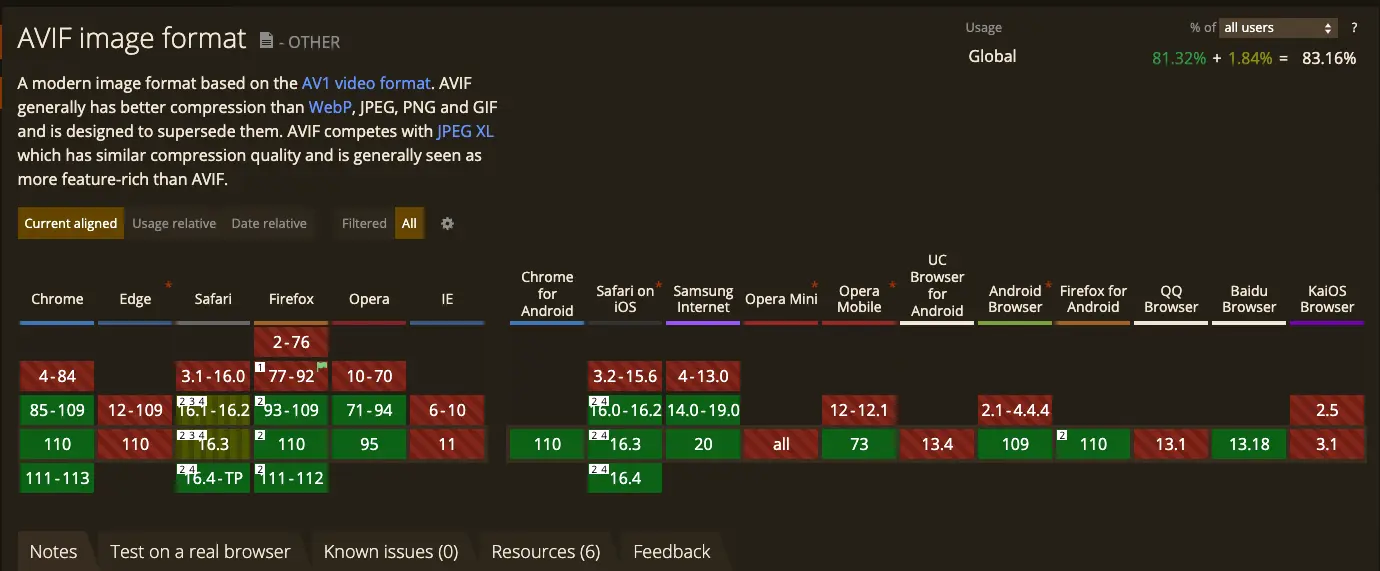 AVIF image format - OTHER
Usage % of all users ?
Global 81.32% + 1.84% = 83.16%
A modern image format based on the AV1 video format. AVIF
generally has better compression than WebP, JPEG, PNG and GIF
and is designed to supersede them. AVIF competes with JPEG XL
which has similar compression quality and is generally seen as
more feature-rich than AVIF.
Current aligned Usage relative Date relative Filtered All
Chrome Edge * Safari Firefox Opera IE
Chrome for Android Safari on iOS * Samsung Internet Opera Mini * Opera Mobile * UC Browser for Android Android Browser * Firefox for Android QQ Browser Baidu Browser KaiOS Browser
2-76
4-84 3.1-16.0 1 77-92 10-70 3.2-15.6 4-13.0
85-109 12-109 2 3 4 16.1-16.2 2 93-109 71-94 6-10 2 4 16.0-16.2 14.0-19.0 12-12.1 2.1-4.4.4 2.5
110 110 2 3 4 16.3 2 110 95 11 110 2 4 16.3 20 all 73 13.4 109 2 110 13.1 13.18 3.1
111-113 2 4 16.4-TP 2 111-112 2 4 16.4
Notes Test on a real browser Known issues (0) Resources (6) Feedback